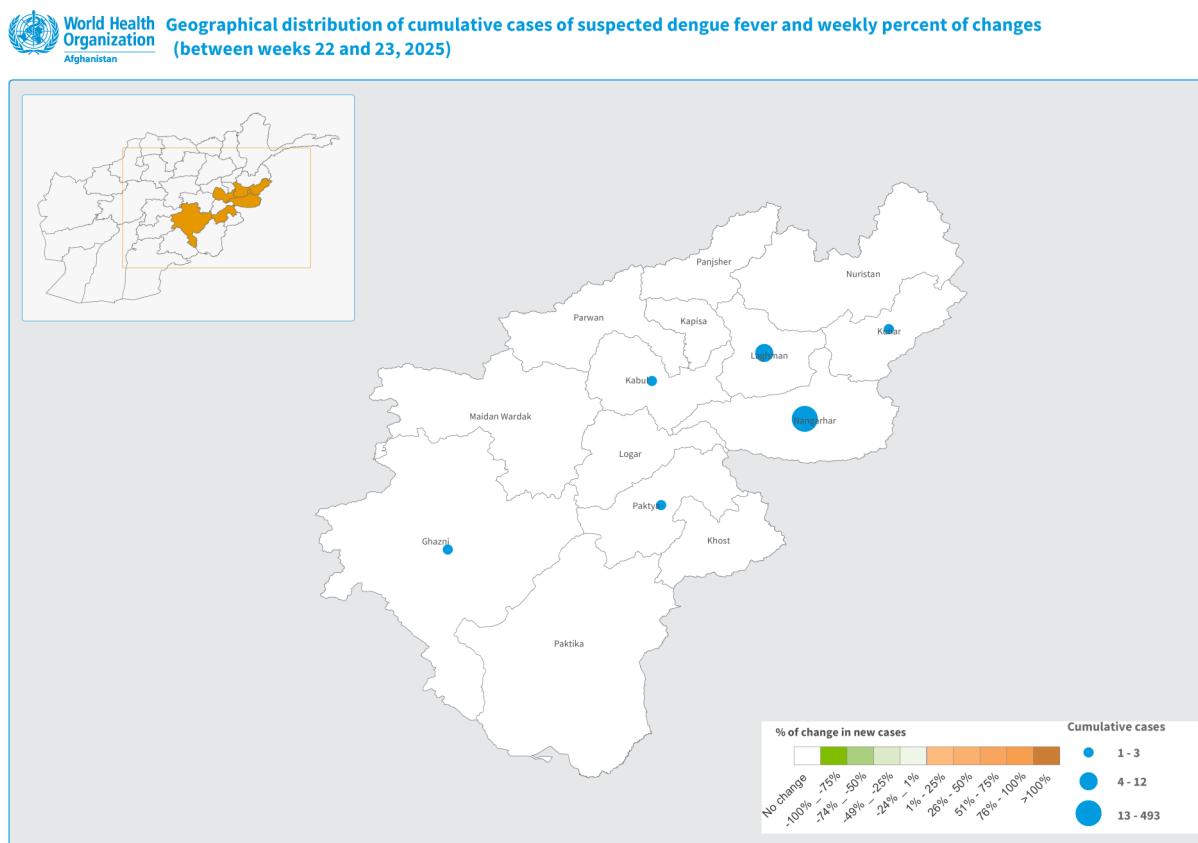 World Health
Organization
Afghanistan
Geographical distribution of cumulative cases of suspected dengue fever and weekly percent of changes
(between weeks 22 and 23, 2025)
Panjsher
Nuristan
Parwan
Kapisa
Kunar
Laghman
Kabul
Maidan Wardak
Nangarhar
Logar
Paktya
Ghazni
Khost
Paktika
% of change in new cases
No change
-100% – -75%
-74% – -50%
-49% – -25%
-24% – 1%
1% - 25%
26% - 50%
51% - 75%
76% - 100%
>100%
Cumulative cases
1 - 3
4 - 12
13 - 493